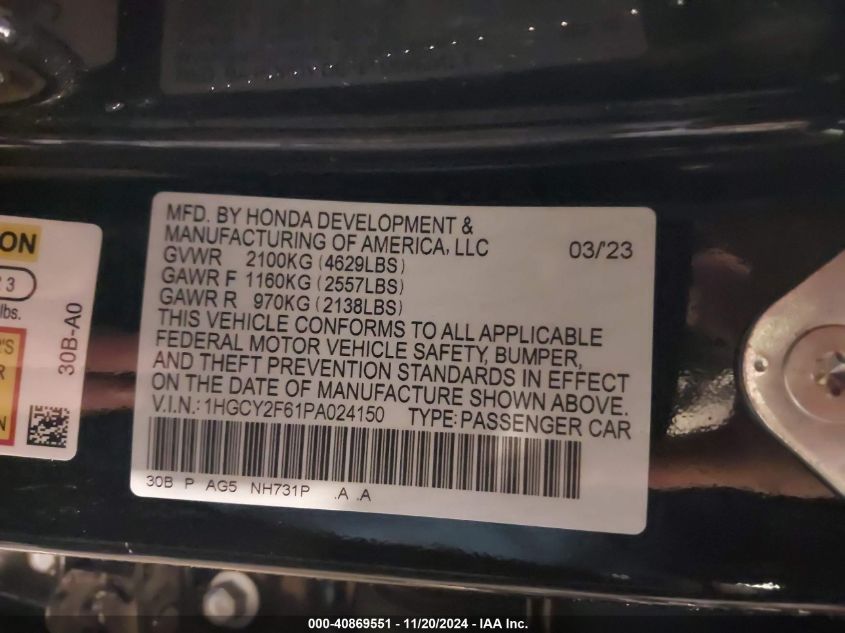 MFD. BY HONDA DEVELOPMENT &
MANUFACTURING OF AMERICA, LLC 03/'23
GVWR 2100KG (4629LBS)
GAWR F 1160KG (2557LBS)
GAWR R 970KG (2138LBS)
THIS VEHICLE CONFORMS TO ALL APPLICABLE
FEDERAL MOTOR VEHICLE SAFETY, BUMPER,
AND THEFT PREVENTION STANDARDS IN EFFECT
ON THE DATE OF MANUFACTURE SHOWN ABOVE.
V.I.N.: 1HGCY2F61PA024150 TYPE:PASSENGER CAR
30B P AG5 NH731P .A .A
ON
3
lbs.
'S
R
N
30B-A0
000-40869551 - 11/20/2024 - IAA Inc.